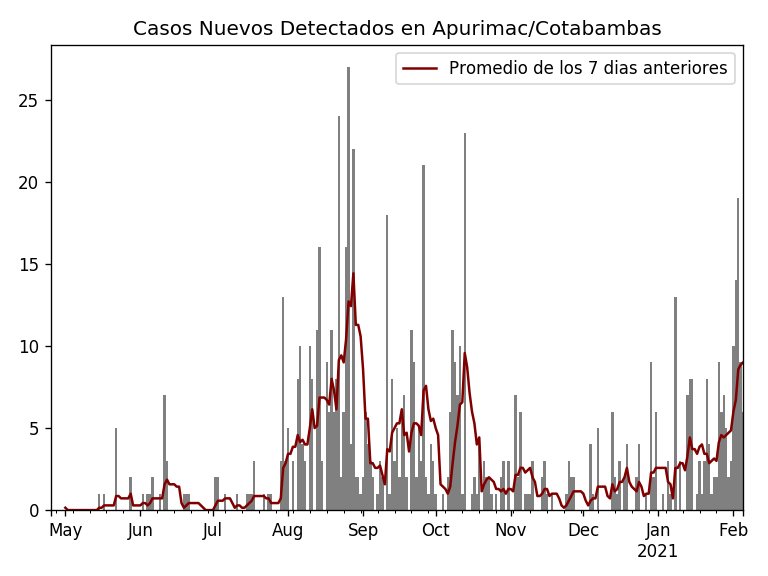 Casos Nuevos Detectados en Apurimac/Cotabambas
Promedio de los 7 dias anteriores
25
20
15
10
5
0
May Jun Jul Aug Sep Oct Nov Dec Jan Feb
2021